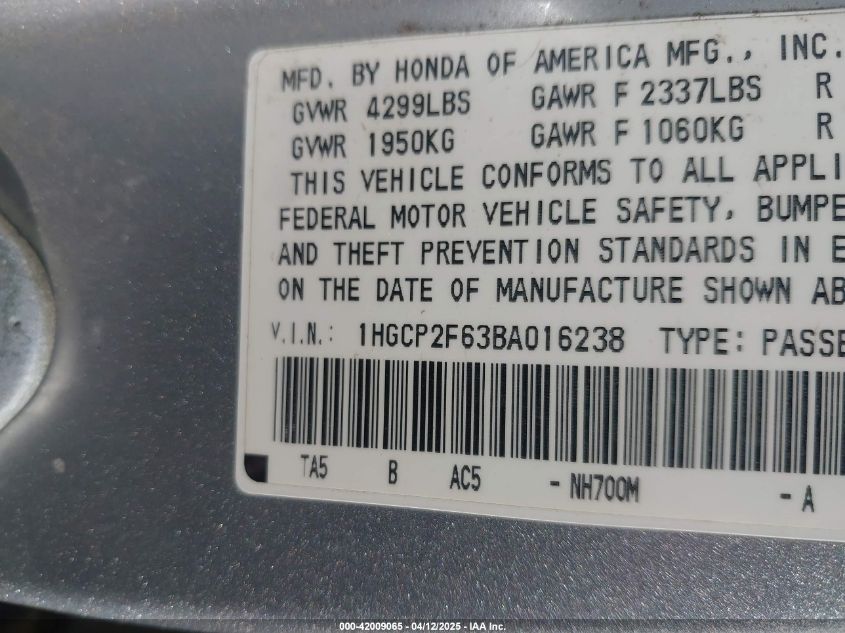 MFD. BY HONDA OF AMERICA MFG., INC.
GVWR 4299LBS GAWR F 2337LBS R
GVWR 1950KG GAWR F 1060KG R
THIS VEHICLE CONFORMS TO ALL APPLI
FEDERAL MOTOR VEHICLE SAFETY, BUMPE
AND THEFT PREVENTION STANDARDS IN E
ON THE DATE OF MANUFACTURE SHOWN AB
V.I.N.: 1HGCP2F63BA016238 TYPE: PASSE
TA5 B AC5 -NH700M -A
000-42009065 - 04/12/2025 - IAA Inc.